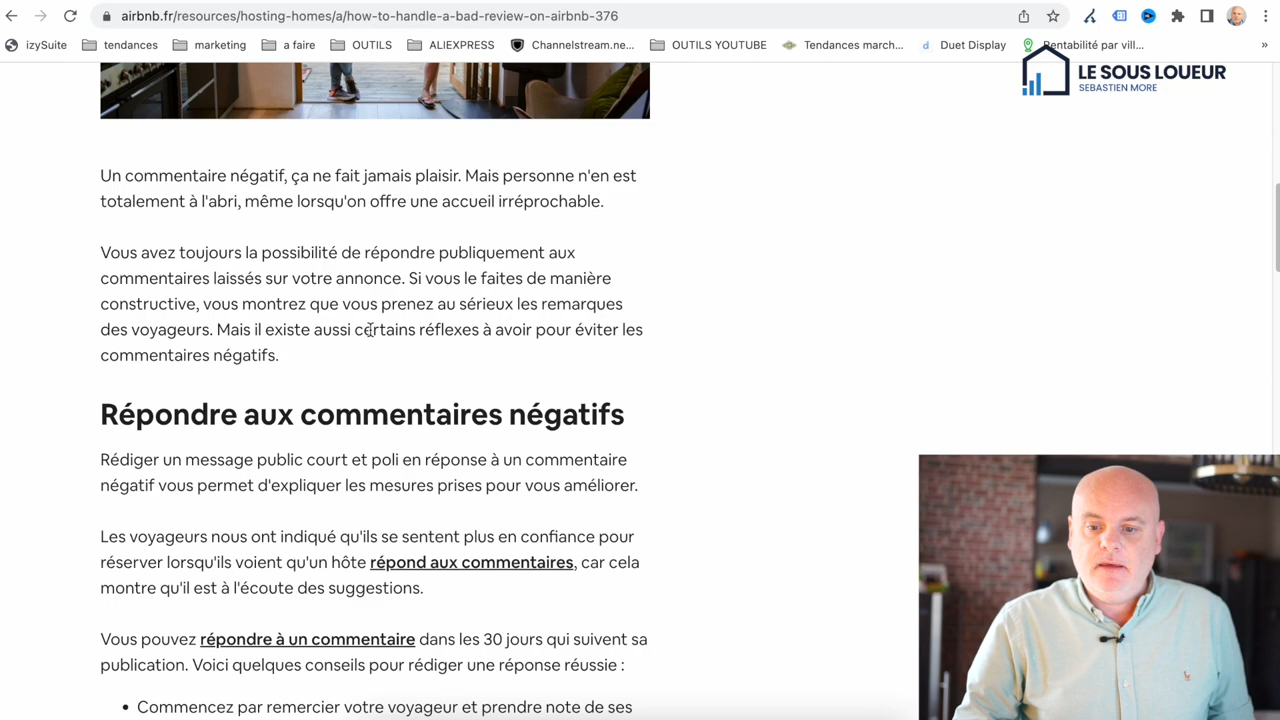 airbnb.fr/resources/hosting-homes/a/how-to-handle-a-bad-review-on-airbnb-376
izySuite tendances marketing a faire OUTILS ALIEXPRESS Channelstream.ne... OUTILS YOUTUBE Tendances march... Duet Display Rentabilité par vill... »
LE SOUS LOUEUR
SEBASTIEN MORE
Un commentaire négatif, ça ne fait jamais plaisir. Mais personne n'en est
totalement à l'abri, même lorsqu'on offre une accueil irréprochable.
Vous avez toujours la possibilité de répondre publiquement aux
commentaires laissés sur votre annonce. Si vous le faites de manière
constructive, vous montrez que vous prenez au sérieux les remarques
des voyageurs. Mais il existe aussi certains réflexes à avoir pour éviter les
commentaires négatifs.
Répondre aux commentaires négatifs
Rédiger un message public court et poli en réponse à un commentaire
négatif vous permet d'expliquer les mesures prises pour vous améliorer.
Les voyageurs nous ont indiqué qu'ils se sentent plus en confiance pour
réserver lorsqu'ils voient qu'un hôte répond aux commentaires, car cela
montre qu'il est à l'écoute des suggestions.
Vous pouvez répondre à un commentaire dans les 30 jours qui suivent sa
publication. Voici quelques conseils pour rédiger une réponse réussie :
• Commencez par remercier votre voyageur et prendre note de ses